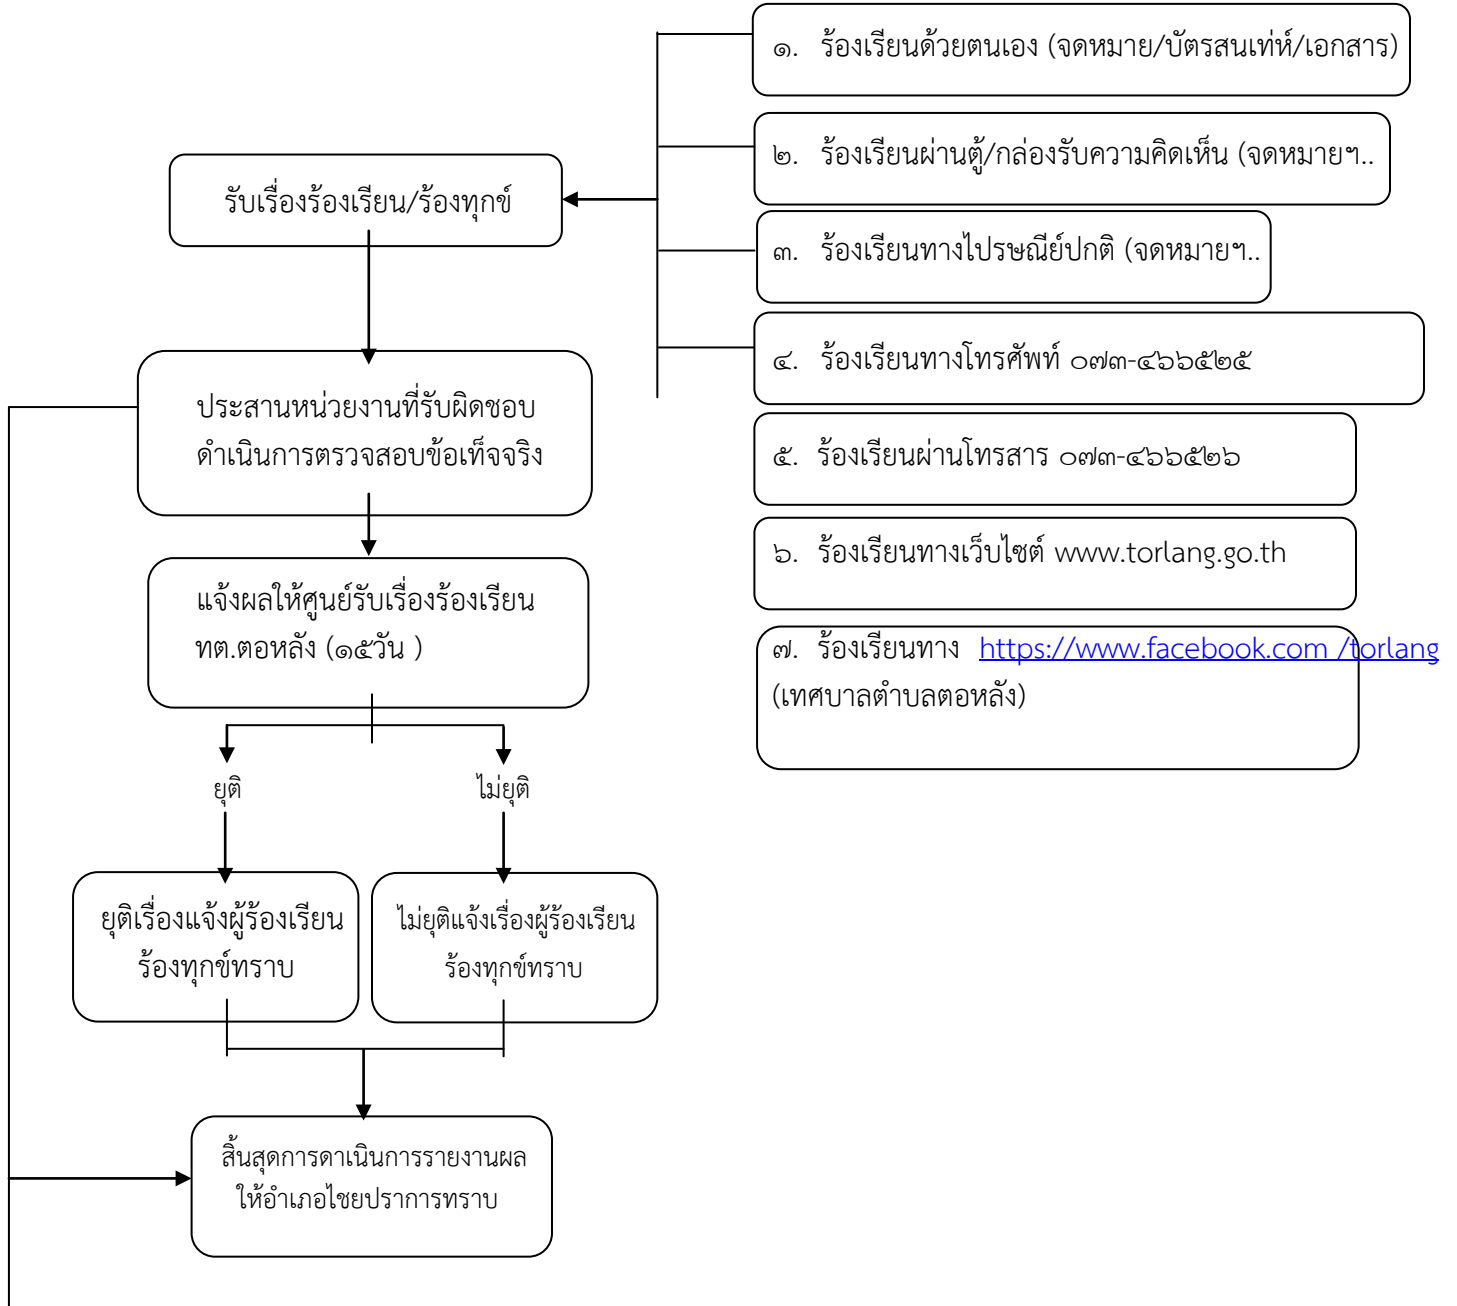 ๑. ร้องเรียนด้วยตนเอง (จดหมาย/บัตรสนเท่ห์/เอกสาร)
๒. ร้องเรียนผ่านตู้/กล่องรับความคิดเห็น (จดหมายฯ..
๓. ร้องเรียนทางไปรษณีย์ปกติ (จดหมายฯ..
๔. ร้องเรียนทางโทรศัพท์ ๐๗๓-๔๖๖๕๒๕
๕. ร้องเรียนผ่านโทรสาร ๐๗๓-๔๖๖๕๒๖
๖. ร้องเรียนทางเว็บไซต์ www.torlang.go.th
๗. ร้องเรียนทาง https://www.facebook.com /torlang
(เทศบาลตำบลตอหลัง)
รับเรื่องร้องเรียน/ร้องทุกข์
ประสานหน่วยงานที่รับผิดชอบ
ดำเนินการตรวจสอบข้อเท็จจริง
แจ้งผลให้ศูนย์รับเรื่องร้องเรียน
ทต.ตอหลัง (๑๕วัน )
ยุติ
ไม่ยุติ
ยุติเรื่องแจ้งผู้ร้องเรียน
ร้องทุกข์ทราบ
ไม่ยุติแจ้งเรื่องผู้ร้องเรียน
ร้องทุกข์ทราบ
สิ้นสุดการดาเนินการรายงานผล
ให้อำเภอไชยปราการทราบ